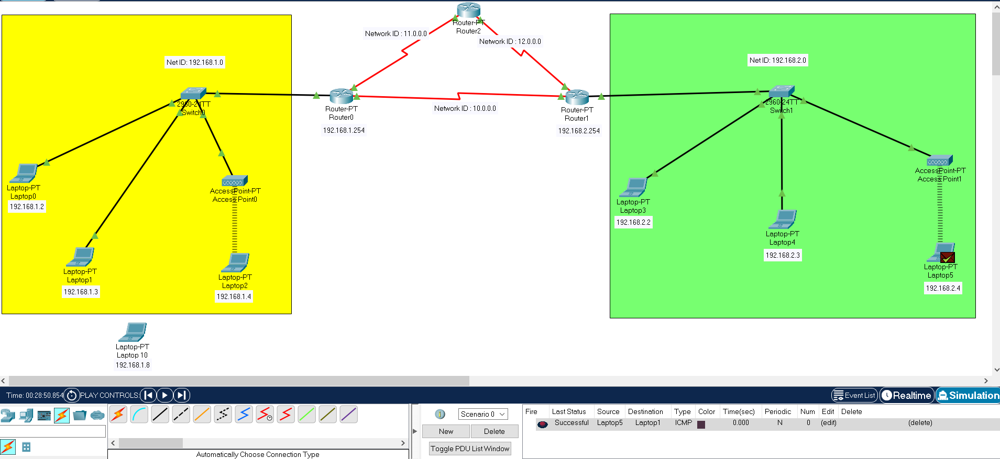 Router-PT
Router2
Network ID : 11.0.0.0
Network ID : 12.0.0.0
Net ID: 192.168.1.0
Net ID: 192.168.2.0
2960-24TT
Switch0
Router-PT
Router0
192.168.1.254
Network ID : 10.0.0.0
Router-PT
Router1
192.168.2.254
2960-24TT
Switch1
Laptop-PT
Laptop0
192.168.1.2
AccessPoint-PT
Access Point0
Laptop-PT
Laptop1
192.168.1.3
Laptop-PT
Laptop2
192.168.1.4
AccessPoint-PT
Access Point1
Laptop-PT
Laptop3
192.168.2.2
Laptop-PT
Laptop4
192.168.2.3
Laptop-PT
Laptop5
192.168.2.4
Laptop-PT
Laptop 10
192.168.1.8
Time: 00:28:50.854 PLAY CONTROLS: Event List Realtime Simulation
Scenario 0
New Delete
Toggle PDU List Window
Fire Last Status Source Destination Type Color Time(sec) Periodic Num Edit Delete
Successful Laptop5 Laptop1 ICMP 0.000 N 0 (edit) (delete)
Automatically Choose Connection Type